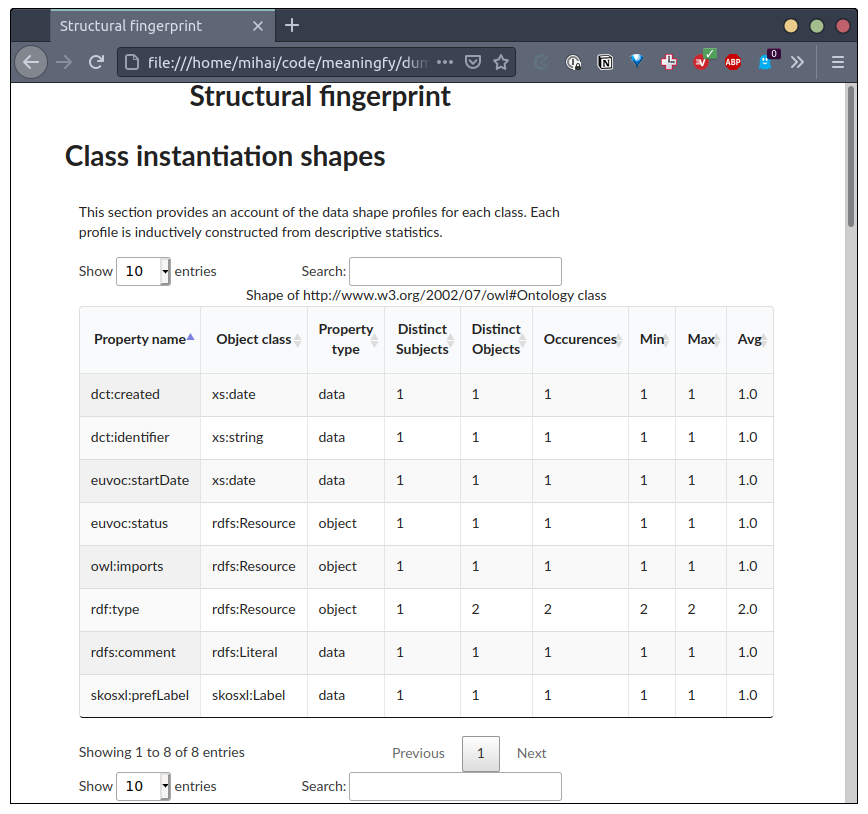 Structural fingerprint
file:///home/mihai/code/meaningfy/dum
ABP
0
Structural fingerprint
Class instantiation shapes
This section provides an account of the data shape profiles for each class. Each
profile is inductively constructed from descriptive statistics.
Show 10 entries Search:
Shape of http://www.w3.org/2002/07/owl#Ontology class
Property name Object class Property type Distinct Subjects Distinct Objects Occurences Min Max Avg
dct:created xs:date data 1 1 1 1 1 1.0
dct:identifier xs:string data 1 1 1 1 1 1.0
euvoc:startDate xs:date data 1 1 1 1 1 1.0
euvoc:status rdfs:Resource object 1 1 1 1 1 1.0
owl:imports rdfs:Resource object 1 1 1 1 1 1.0
rdf:type rdfs:Resource object 1 2 2 2 2 2.0
rdfs:comment rdfs:Literal data 1 1 1 1 1 1.0
skosxl:prefLabel skosxl:Label data 1 1 1 1 1 1.0
Showing 1 to 8 of 8 entries Previous 1 Next
Show 10 entries Search: